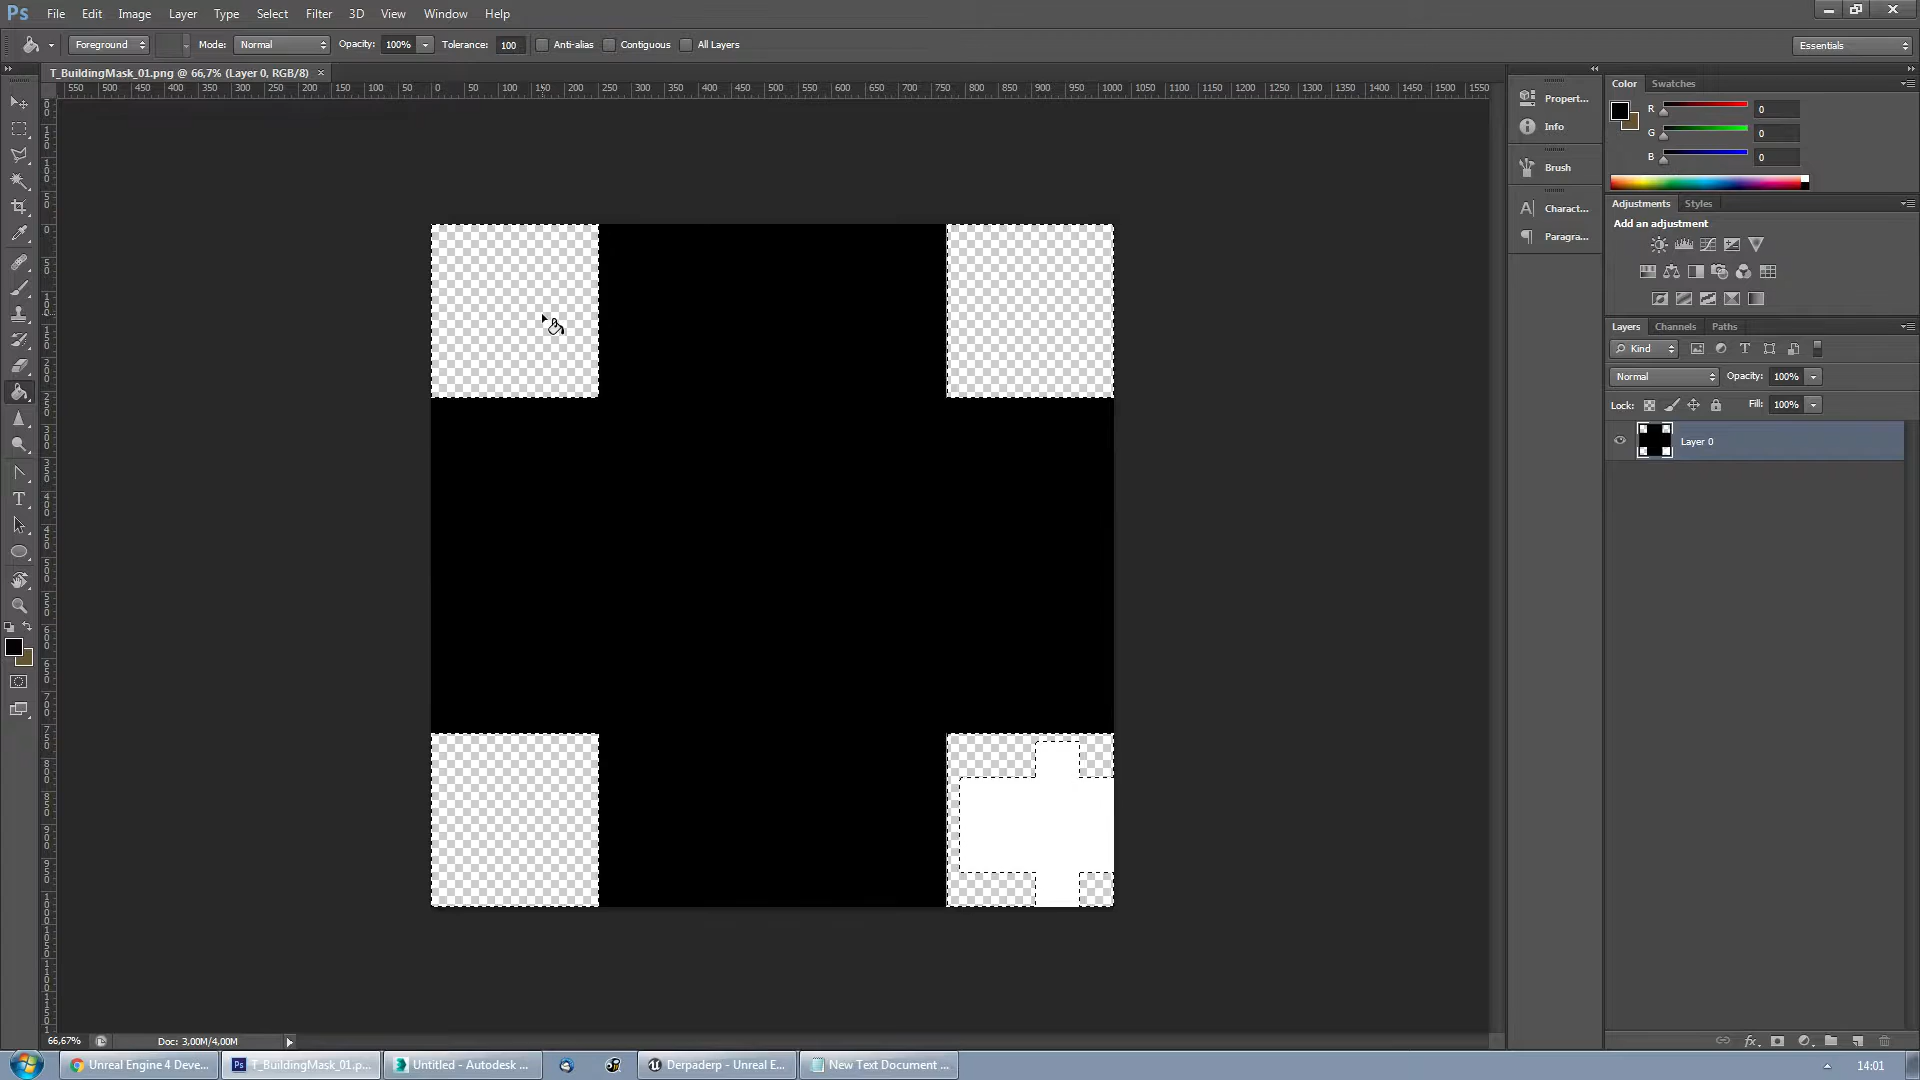 Ps File Edit Image Layer Type Select Filter 3D View Window Help
Foreground Mode: Normal Opacity: 100% Tolerance: 100 Anti-alias Contiguous All Layers Essentials
T_BuildingMask_01.png @ 66,7% (Layer 0, RGB/8) ×
550 500 450 400 350 300 250 200 150 100 50 0 50 100 150 200 250 300 350 400 450 500 550 600 650 700 750 800 850 900 950 1000 1050 1100 1150 1200 1250 1300 1350 1400 1450 1500 1550
Propert...
Info
Brush
Charact...
Paragra...
Color Swatches
R 0
G 0
B 0
Adjustments Styles
Add an adjustment
Layers Channels Paths
Kind
Normal Opacity: 100%
Lock: Fill: 100%
Layer 0
66,67% Doc: 3,00M/4,00M
Unreal Engine 4 Deve... T_BuildingMask_01.p... Untitled - Autodesk ... Derpaderp - Unreal E... New Text Document ... 14:01